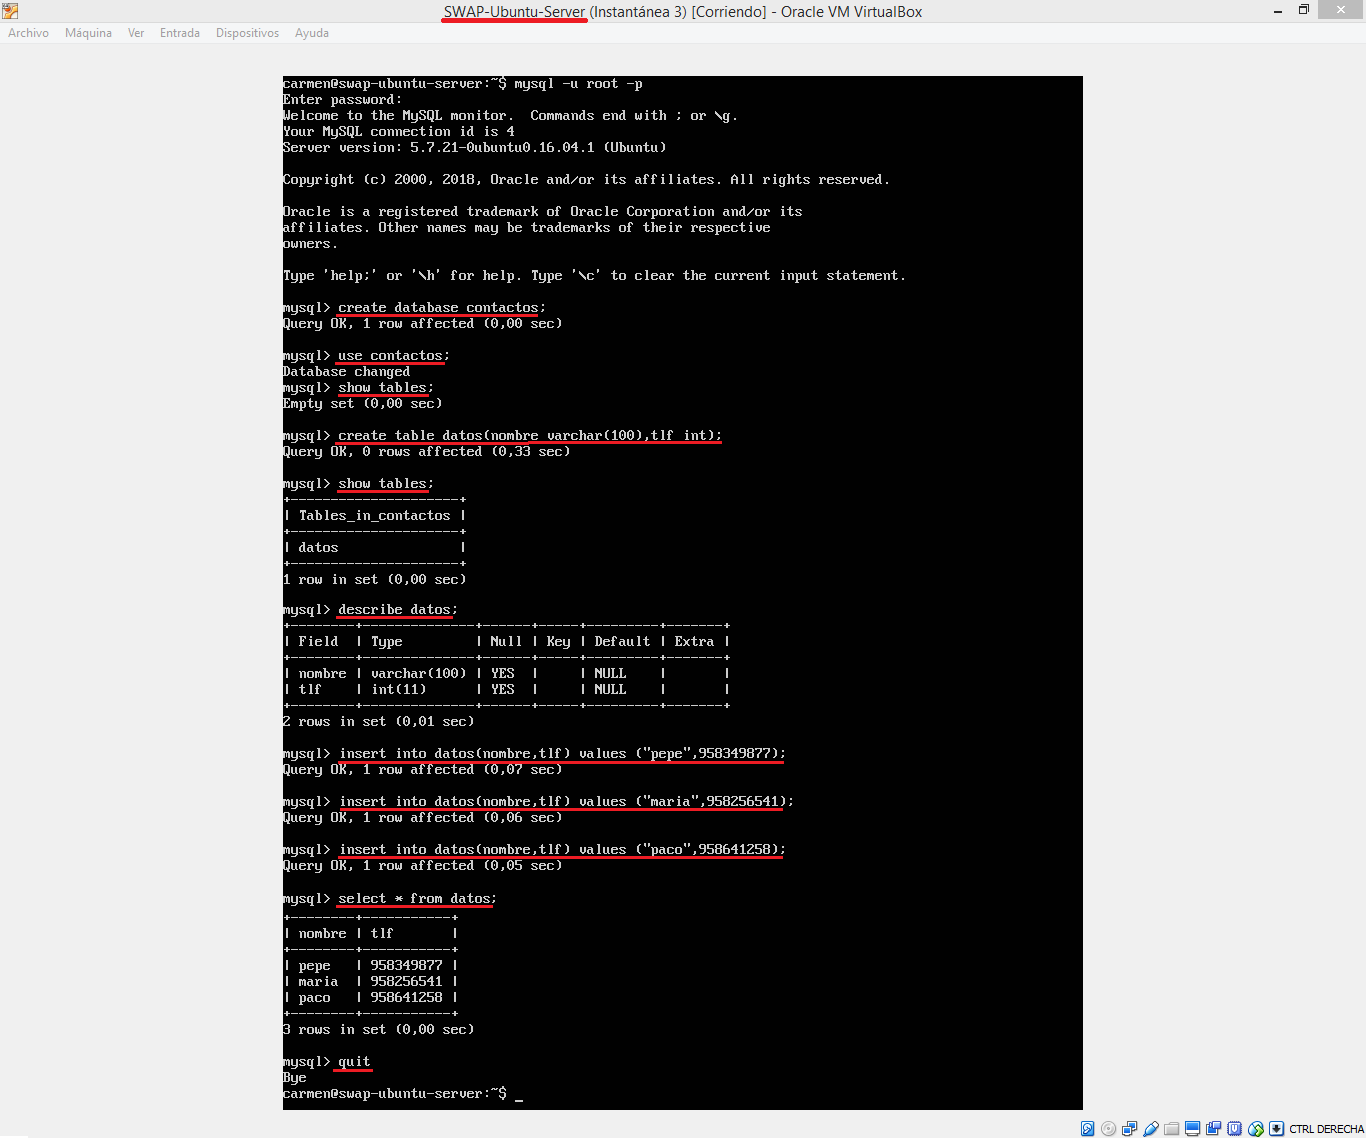 SWAP-Ubuntu-Server (Instantánea 3) [Corriendo] - Oracle VM VirtualBox
Archivo Máquina Ver Entrada Dispositivos Ayuda
carmen@swap-ubuntu-server:~$ mysql -u root -p
Enter password:
Welcome to the MySQL monitor.  Commands end with ; or \g.
Your MySQL connection id is 4
Server version: 5.7.21-0ubuntu0.16.04.1 (Ubuntu)
Copyright (c) 2000, 2018, Oracle and/or its affiliates. All rights reserved.
Oracle is a registered trademark of Oracle Corporation and/or its
affiliates. Other names may be trademarks of their respective
owners.
Type 'help;' or '\h' for help. Type '\c' to clear the current input statement.
mysql> create database contactos;
Query OK, 1 row affected (0,00 sec)
mysql> use contactos;
Database changed
mysql> show tables;
Empty set (0,00 sec)
mysql> create table datos(nombre varchar(100),tlf int);
Query OK, 0 rows affected (0,33 sec)
mysql> show tables;
+---------------------+
| Tables_in_contactos |
+---------------------+
| datos               |
+---------------------+
1 row in set (0,00 sec)
mysql> describe datos;
+--------+--------------+------+-----+---------+-------+
| Field  | Type         | Null | Key | Default | Extra |
+--------+--------------+------+-----+---------+-------+
| nombre | varchar(100) | YES  |     | NULL    |       |
| tlf    | int(11)      | YES  |     | NULL    |       |
+--------+--------------+------+-----+---------+-------+
2 rows in set (0,01 sec)
mysql> insert into datos(nombre,tlf) values ("pepe",958349877);
Query OK, 1 row affected (0,07 sec)
mysql> insert into datos(nombre,tlf) values ("maria",958256541);
Query OK, 1 row affected (0,06 sec)
mysql> insert into datos(nombre,tlf) values ("paco",958641258);
Query OK, 1 row affected (0,05 sec)
mysql> select * from datos;
+--------+-----------+
| nombre | tlf       |
+--------+-----------+
| pepe   | 958349877 |
| maria  | 958256541 |
| paco   | 958641258 |
+--------+-----------+
3 rows in set (0,00 sec)
mysql> quit
Bye
carmen@swap-ubuntu-server:~$ _
CTRL DERECHA